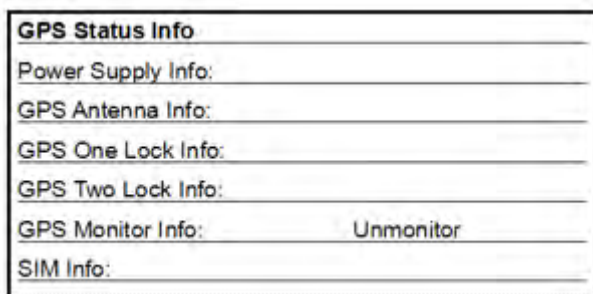 GPS Status Info
Power Supply Info:
GPS Antenna Info:
GPS One Lock Info:
GPS Two Lock Info:
GPS Monitor Info: Unmonitor
SIM Info: